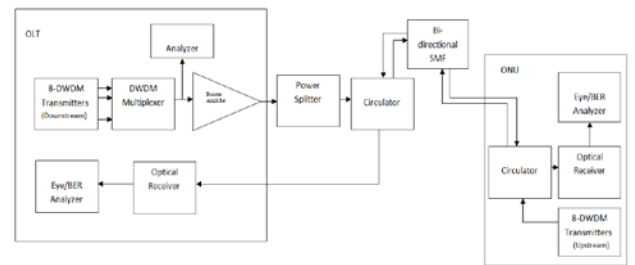 OLT
Analyzer
8-DWDM
Transmitters
(Downstream)
DWDM
Multiplexer
Power
Splitter
Circulator
Bi-
directional
SMF
ONU
Eye/BER
Analyzer
Circulator
Optical
Receiver
8-DWDM
Transmitters
(Upstream)
Eye/BER
Analyzer
Optical
Receiver